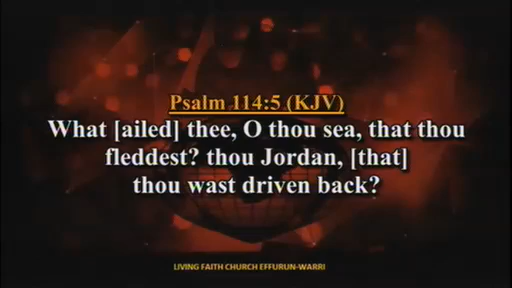 Psalm 114:5 (KJV)
What [ailed] thee, O thou sea, that thou
fleddest? thou Jordan, [that]
thou wast driven back?
LIVING FAITH CHURCH EFFURUN-WARRI